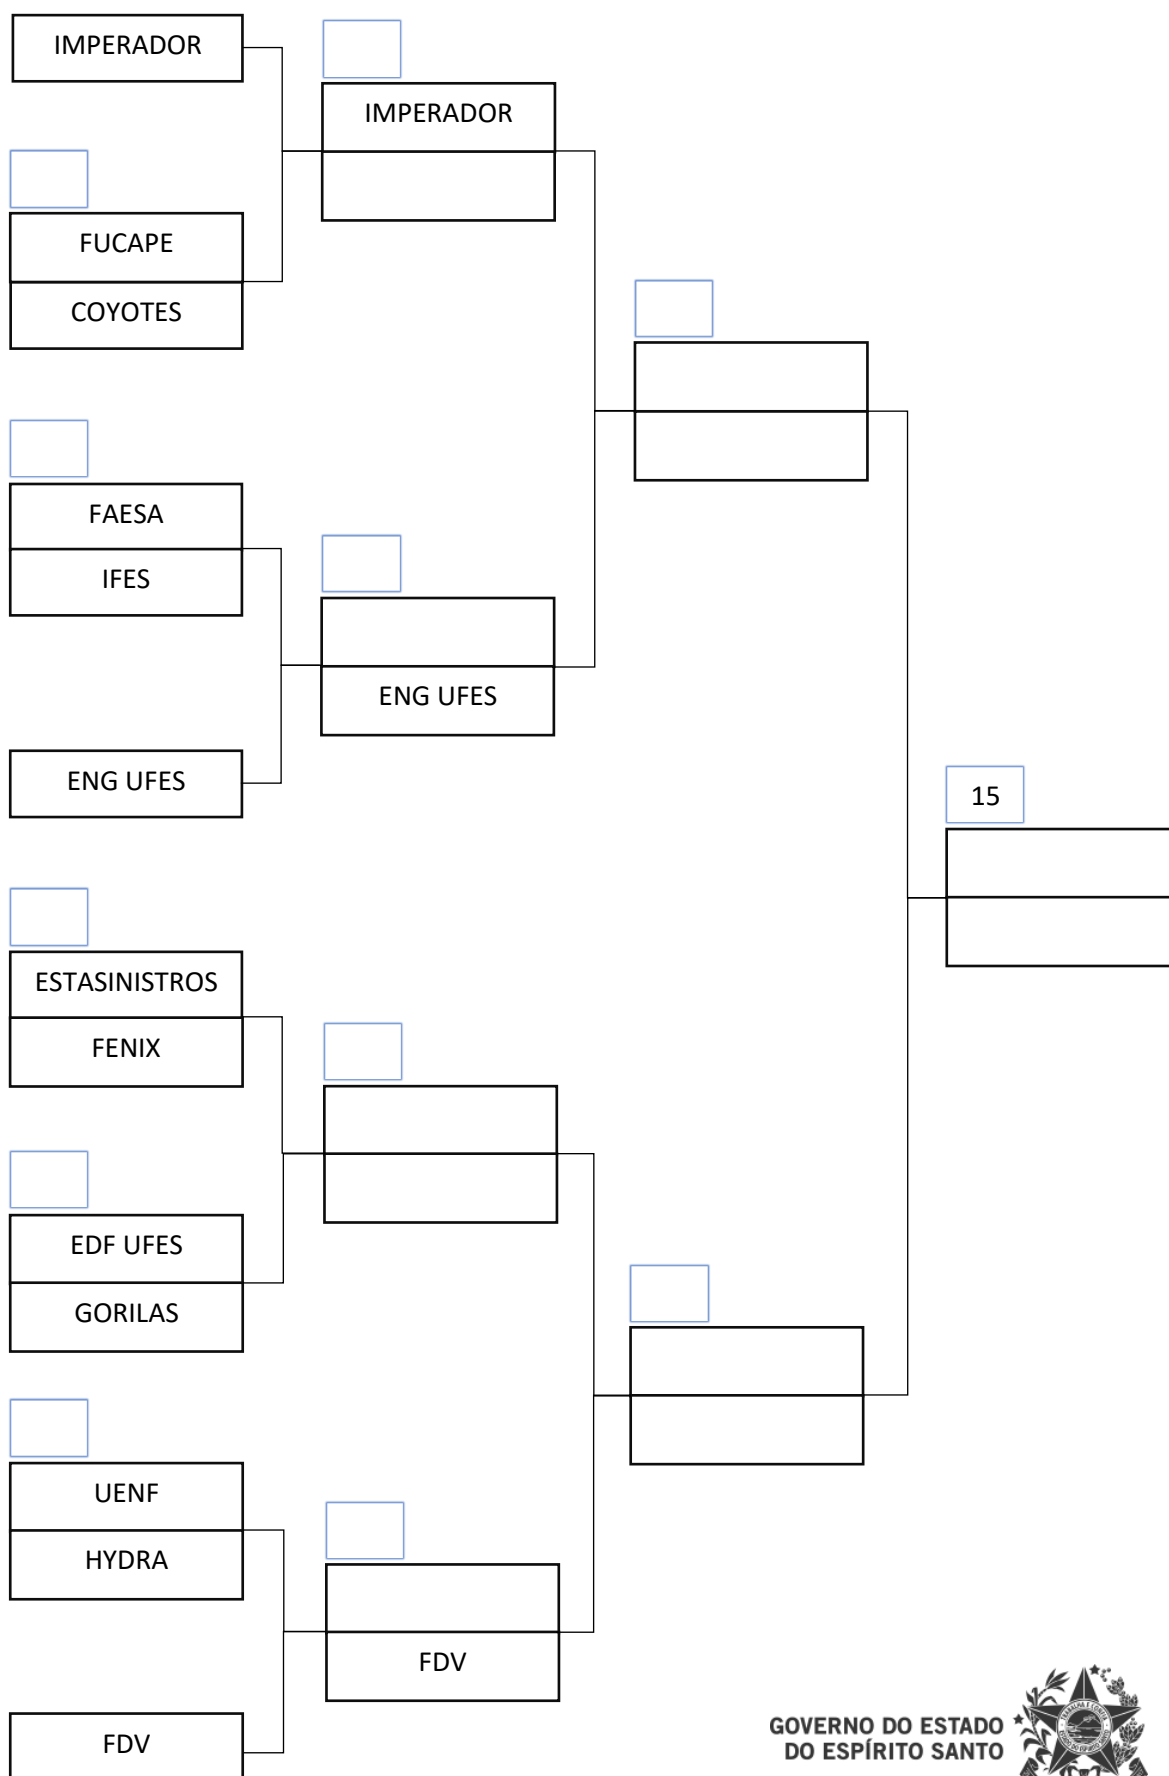 IMPERADOR
IMPERADOR
FUCAPE
COYOTES
FAESA
IFES
ENG UFES
ENG UFES
15
ESTASINISTROS
FENIX
EDF UFES
GORILAS
UENF
HYDRA
FDV
FDV
GOVERNO DO ESTADO
DO ESPÍRITO SANTO